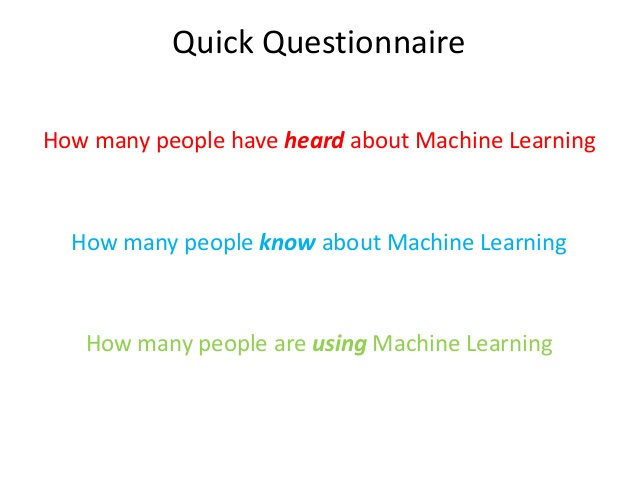 Quick Questionnaire
How many people have heard about Machine Learning
How many people know about Machine Learning
How many people are using Machine Learning